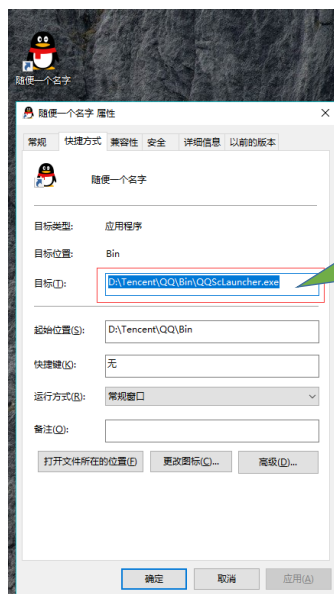 随便一个名字
随便一个名字 属性
常规 快捷方式 兼容性 安全 详细信息 以前的版本
随便一个名字
目标类型: 应用程序
目标位置: Bin
目标(T): D:\Tencent\QQ\Bin\QQScLauncher.exe
起始位置(S): D:\Tencent\QQ\Bin
快捷键(K): 无
运行方式(R): 常规窗口
备注(O):
打开文件所在的位置(F) 更改图标(C)... 高级(D)...
确定 取消 应用(A)